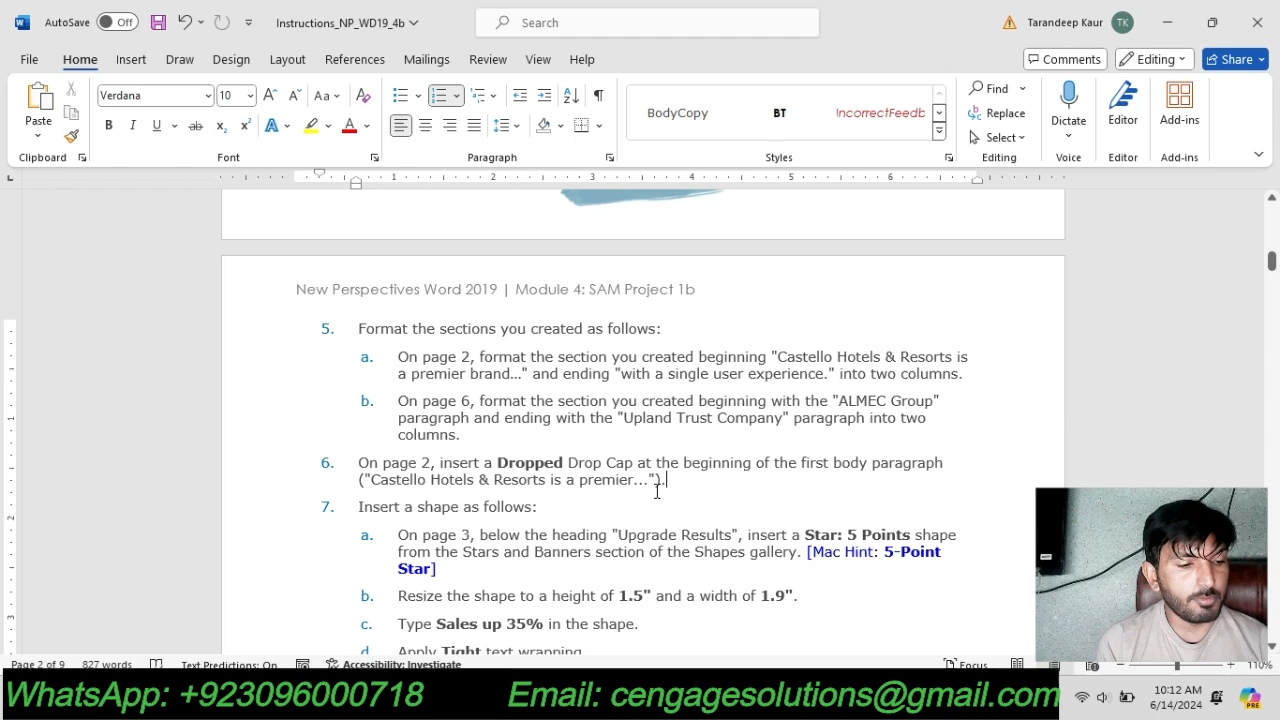 AutoSave Off Instructions_NP_WD19_4b Search Tarandeep Kaur TK
File Home Insert Draw Design Layout References Mailings Review View Help Comments Editing Share
Paste Verdana 10 Aa BodyCopy BT IncorrectFeedb Find Replace Select Dictate Editor Add-ins
Clipboard Font Paragraph Styles Editing Voice Editor Add-ins
1 2 3 4 5 6
New Perspectives Word 2019 | Module 4: SAM Project 1b
5. Format the sections you created as follows:
a. On page 2, format the section you created beginning "Castello Hotels & Resorts is
a premier brand…" and ending "with a single user experience." into two columns.
b. On page 6, format the section you created beginning with the "ALMEC Group"
paragraph and ending with the "Upland Trust Company" paragraph into two
columns.
6. On page 2, insert a Dropped Drop Cap at the beginning of the first body paragraph
("Castello Hotels & Resorts is a premier...").
7. Insert a shape as follows:
a. On page 3, below the heading "Upgrade Results", insert a Star: 5 Points shape
from the Stars and Banners section of the Shapes gallery. [Mac Hint: 5-Point
Star]
b. Resize the shape to a height of 1.5" and a width of 1.9".
c. Type Sales up 35% in the shape.
d. Apply Tight text wrapping
Page 2 of 9 827 words Text Predictions: On Accessibility: Investigate Focus 110%
WhatsApp: +923096000718 Email: cengagesolutions@gmail.com
10:12 AM
6/14/2024